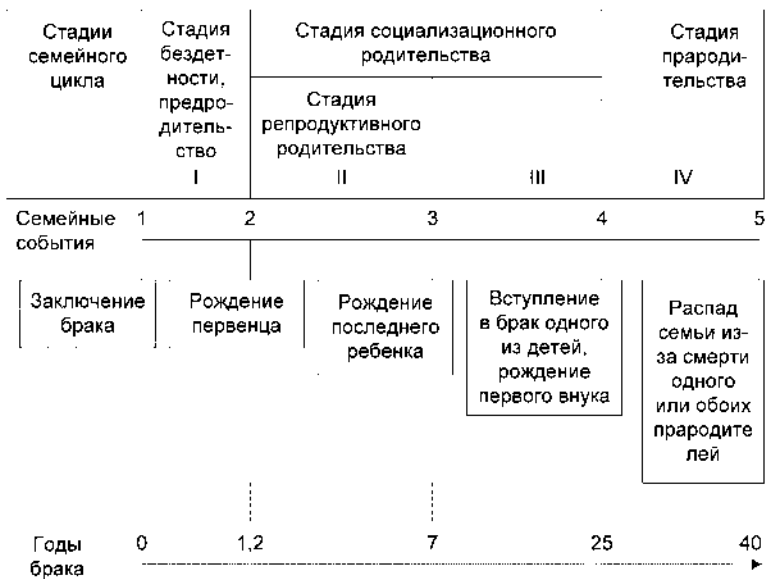 Стадии
семейного
цикла
Стадия
бездет-
ности,
предро-
дитель-
ство
I
Стадия социализационного
родительства
Стадия
репродуктивного
родительства
II
III
Стадия
прароди-
тельства
IV
Семейные
события
1 2 3 4 5
Заключение
брака
Рождение
первенца
Рождение
последнего
ребенка
Вступление
в брак одного
из детей,
рождение
первого внука
Распад
семьи из-
за смерти
одного
или обоих
прародите
лей
Годы
брака
0 1,2 7 25 40